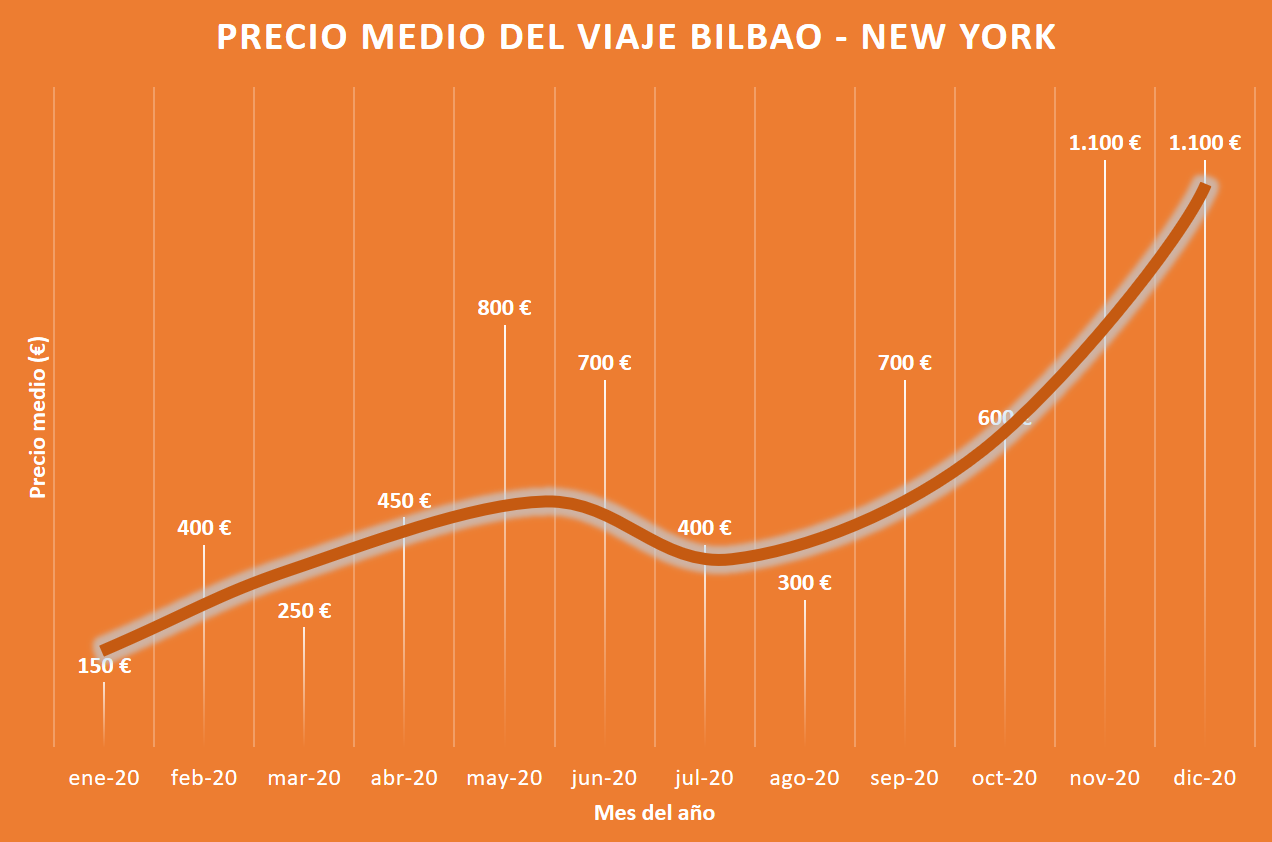 PRECIO MEDIO DEL VIAJE BILBAO - NEW YORK
1.100 € 1.100 €
800 €
700 € 700 €
600 €
450 €
400 € 400 €
300 €
250 €
150 €
Precio medio (€)
ene-20 feb-20 mar-20 abr-20 may-20 jun-20 jul-20 ago-20 sep-20 oct-20 nov-20 dic-20
Mes del año